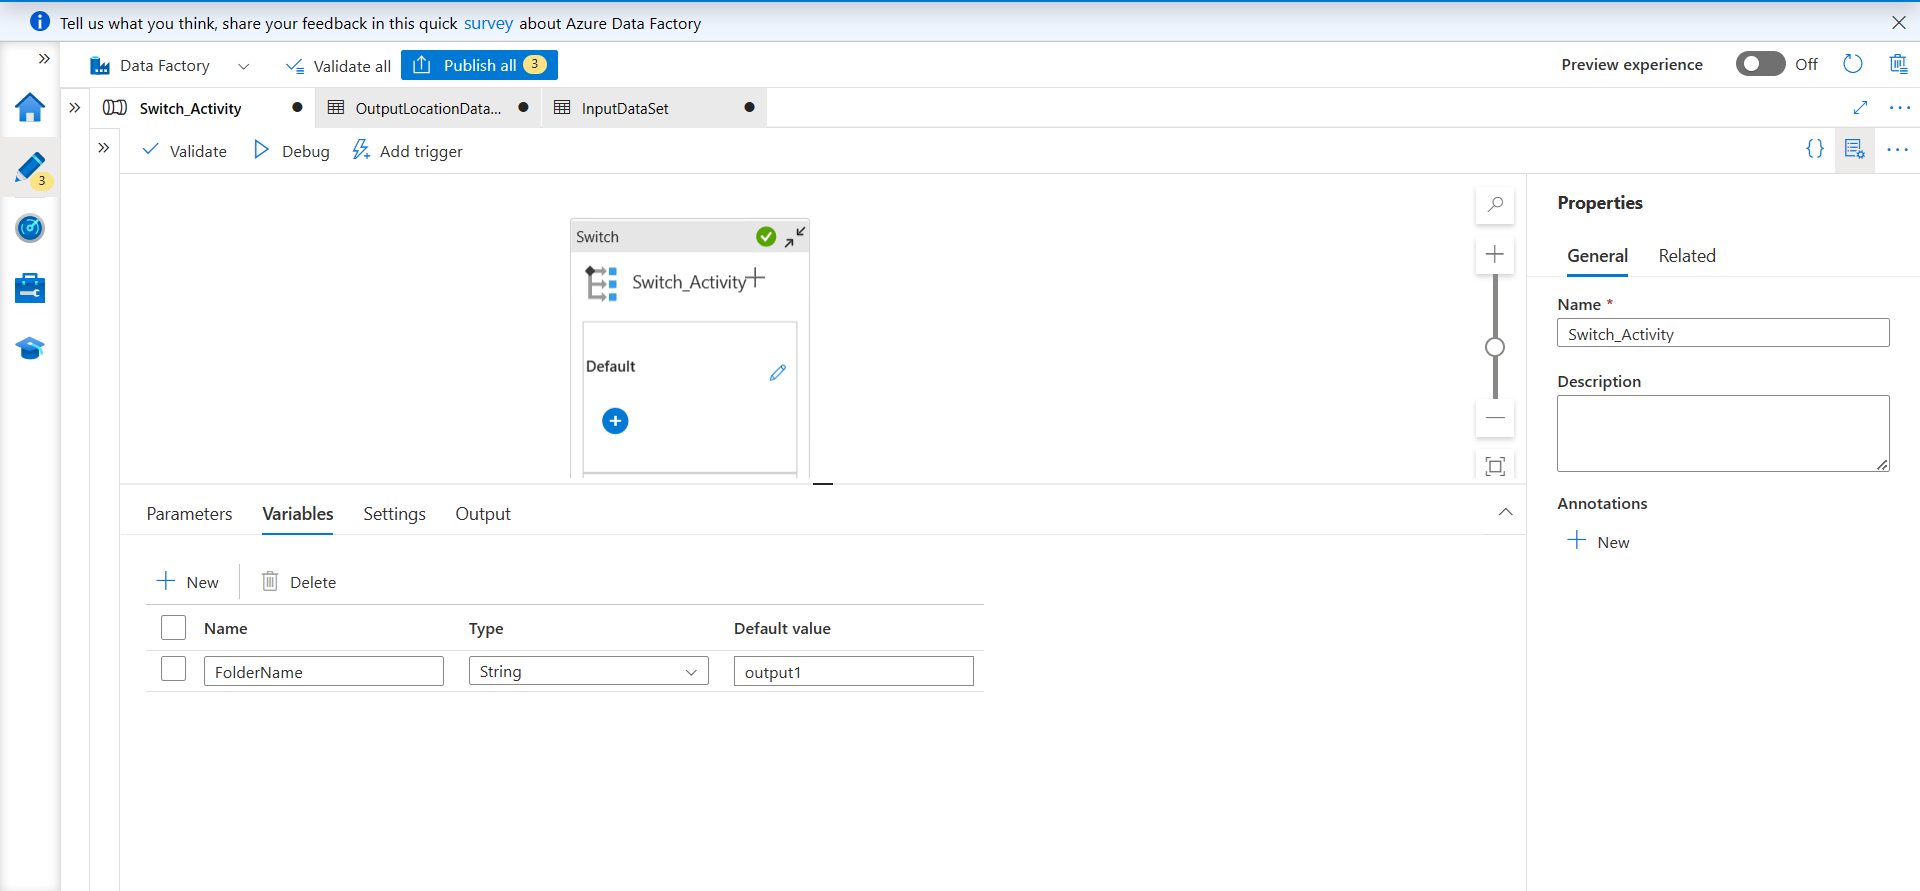 Tell us what you think, share your feedback in this quick survey about Azure Data Factory
Data Factory
Validate all
Publish all 3
Preview experience
Off
3
Switch_Activity
OutputLocationData...
InputDataSet
Validate
Debug
Add trigger
Switch
Switch_Activity
Default
Properties
General
Related
Name *
Switch_Activity
Description
Annotations
New
Parameters
Variables
Settings
Output
New
Delete
Name
Type
Default value
FolderName
String
output1